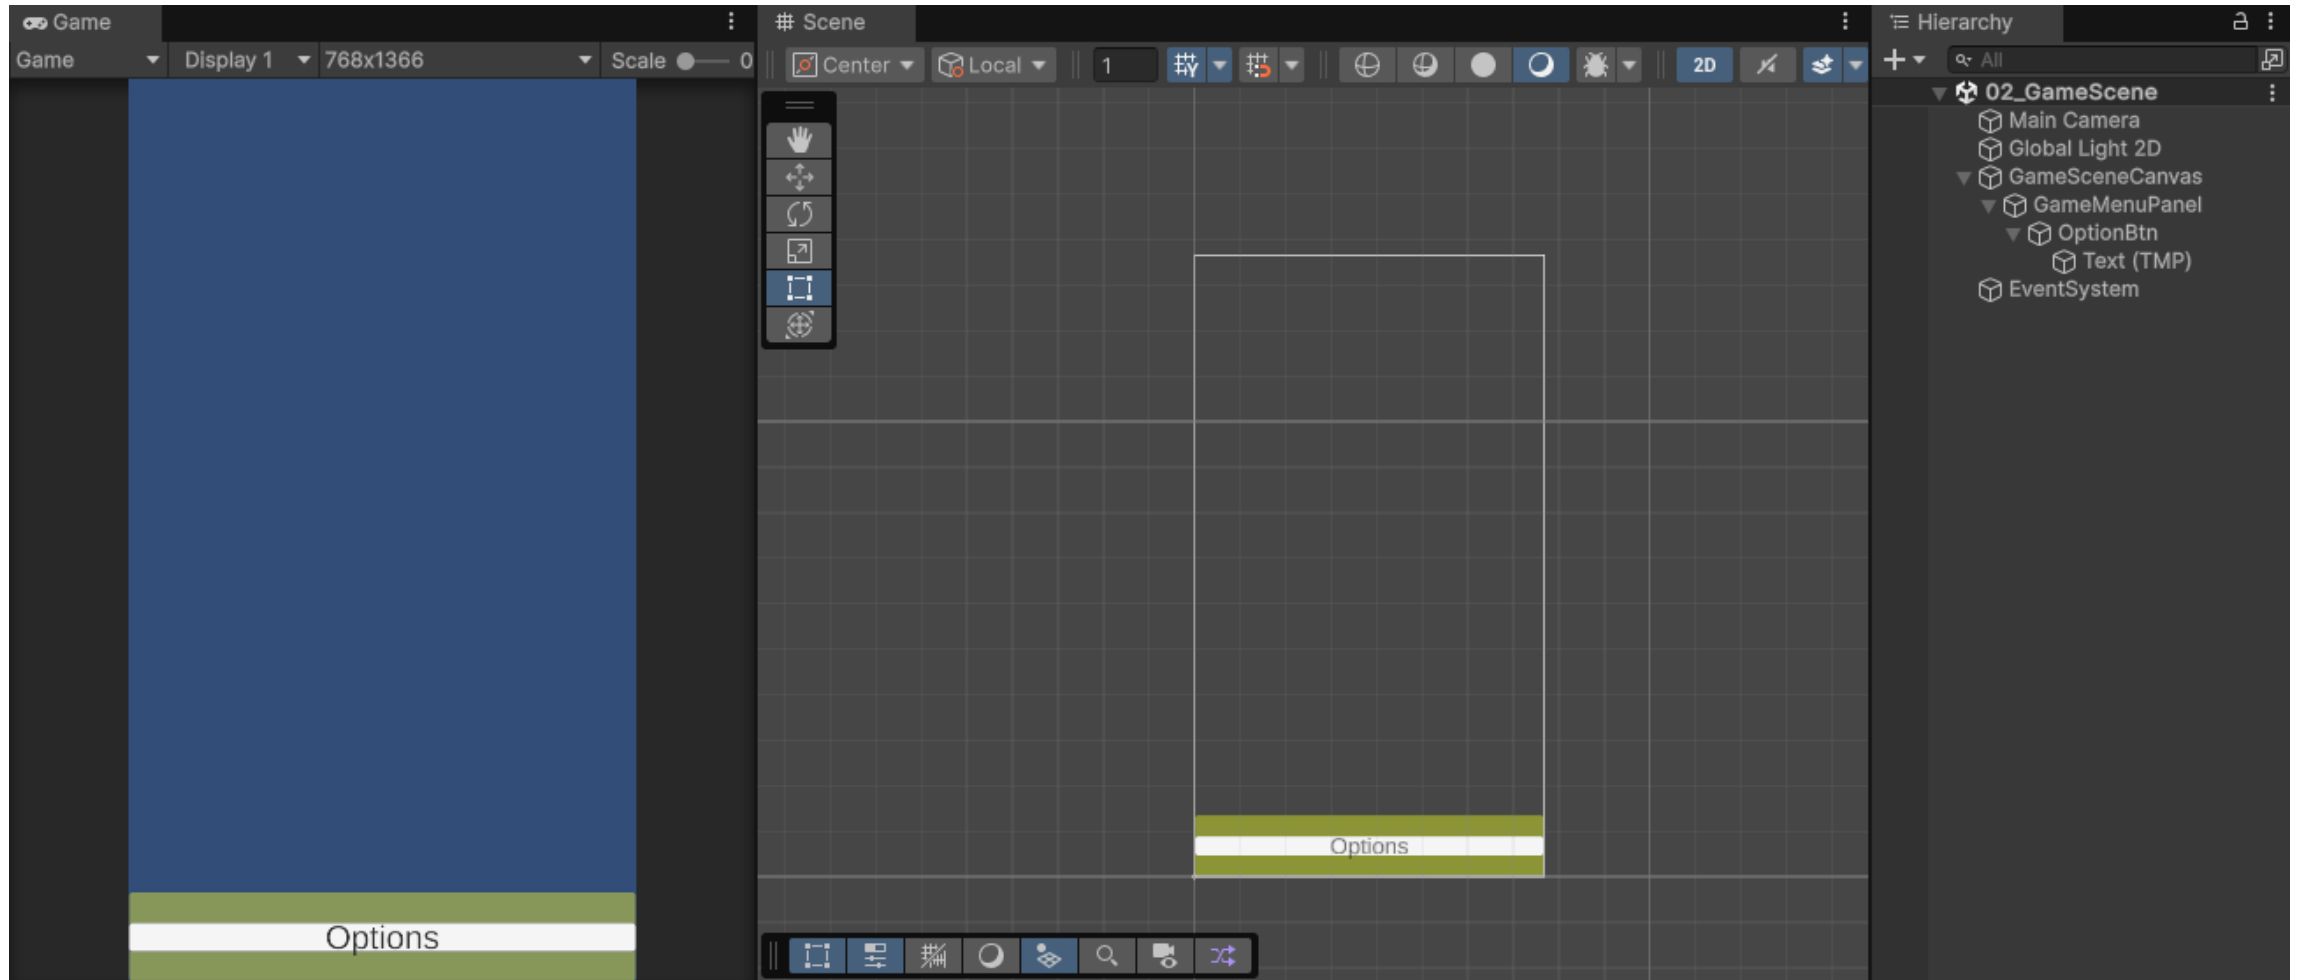 Game
Game
Display 1
768x1366
Scale
0
Options
Scene
Center
Local
1
2D
Options
Hierarchy
All
02_GameScene
Main Camera
Global Light 2D
GameSceneCanvas
GameMenuPanel
OptionBtn
Text (TMP)
EventSystem